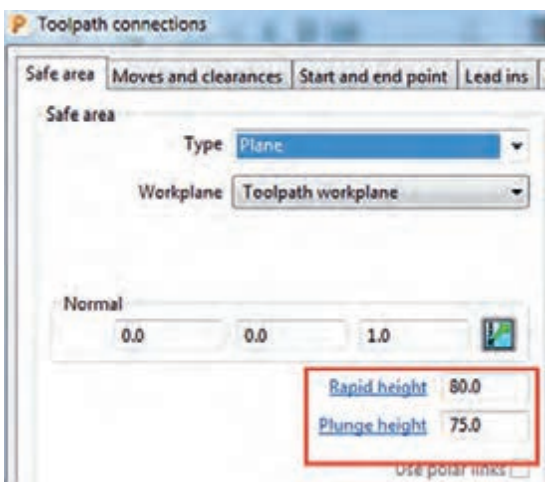 Toolpath connections
Safe area Moves and clearances Start and end point Lead ins
Safe area
Type Plane
Workplane Toolpath workplane
Normal
0.0 0.0 1.0
Rapid height 80.0
Plunge height 75.0
Use polar links